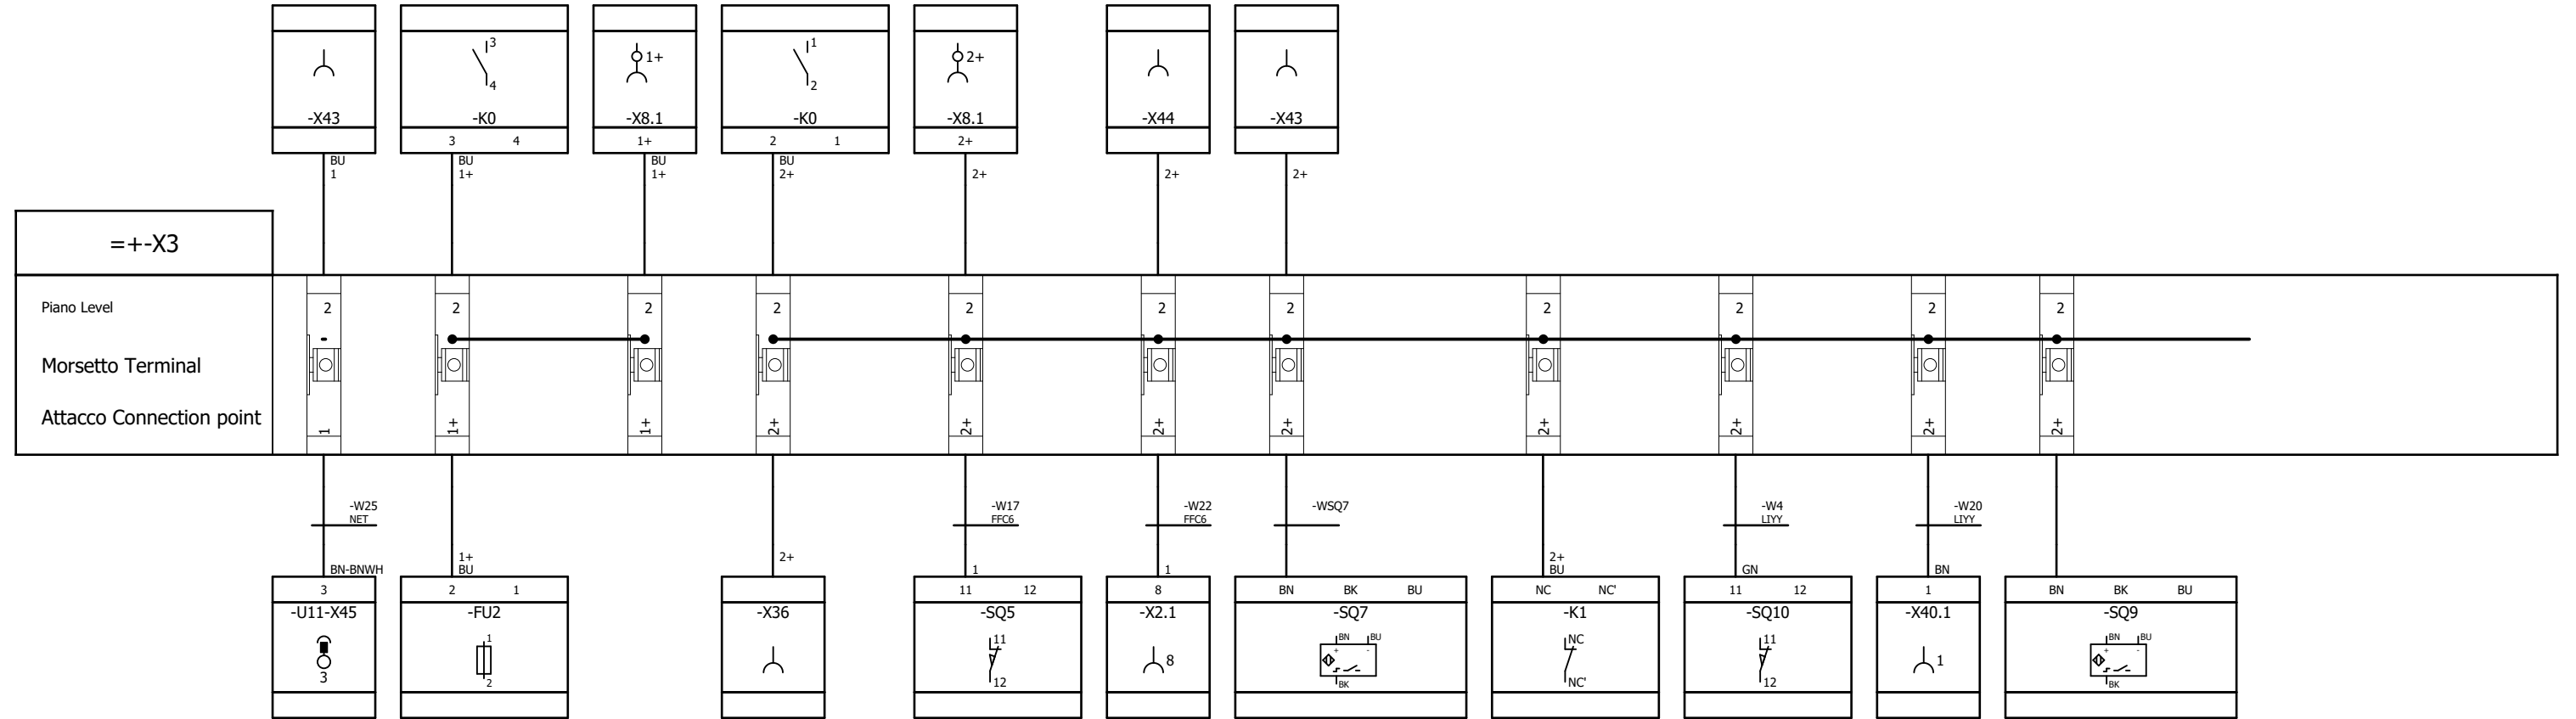 3
4
-X43
-K0
3 4
1+
-X8.1
1+
1
2
-K0
2 1
2+
-X8.1
2+
-X44
-X43
BU
1
BU
1+
BU
1+
BU
2+
2+
2+
2+
=+-X3
Piano Level
2 2 2 2 2 2 2 2 2 2 2
Morsetto Terminal
Attacco Connection point
1 1+ 1+ 2+ 2+ 2+ 2+ 2+ 2+ 2+ 2+
-W25
NET
-W17
FFC6
-W22
FFC6
-WSQ7
-W4
LIYY
-W20
LIYY
BN-BNWH
1+
BU
2+
1
1
2+
BU
GN
BN
3
-U11-X45
3
2 1
-FU2
1
2
-X36
11 12
-SQ5
11
12
8
-X2.1
8
BN BK BU
-SQ7
BN BU
+ -
BK
NC NC'
-K1
NC
NC'
11 12
-SQ10
11
12
1
-X40.1
1
BN BK BU
-SQ9
BN BU
+ -
BK